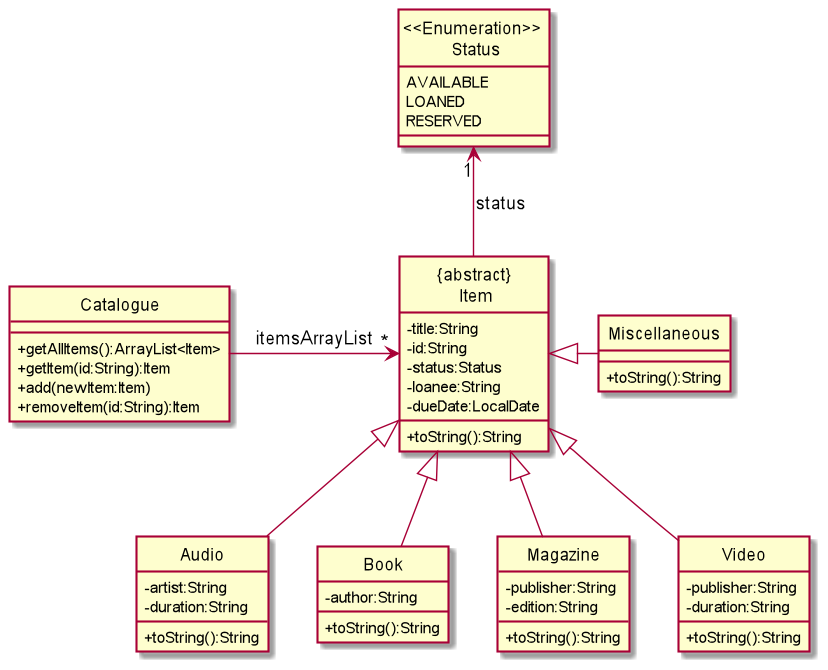 <<Enumeration>>
Status
AVAILABLE
LOANED
RESERVED
1
status
{abstract}
Item
-title:String
-id:String
-status:Status
-loanee:String
-dueDate:LocalDate
+toString():String
Catalogue
+getAllItems():ArrayList<Item>
+getItem(id:String):Item
+add(newItem:Item)
+removeItem(id:String):Item
itemsArrayList *
Miscellaneous
+toString():String
Audio
-artist:String
-duration:String
+toString():String
Book
-author:String
+toString():String
Magazine
-publisher:String
-edition:String
+toString():String
Video
-publisher:String
-duration:String
+toString():String